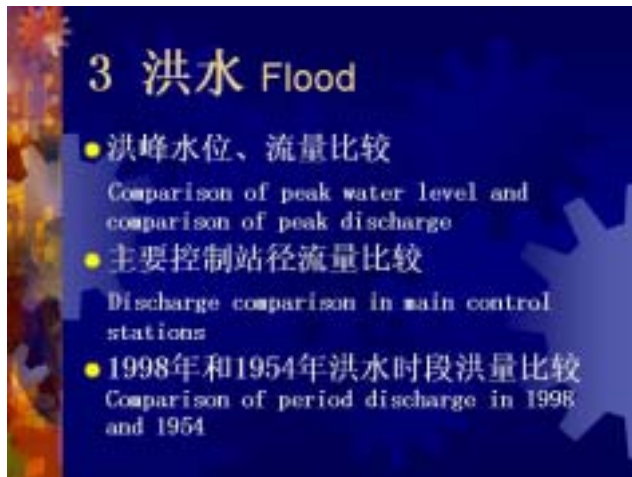 3 洪水 Flood
洪峰水位、流量比较
Comparison of peak water level and
comparison of peak discharge
主要控制站径流量比较
Discharge comparison in main control
stations
1998年和1954年洪水时段洪量比较
Comparison of period discharge in 1998
and 1954